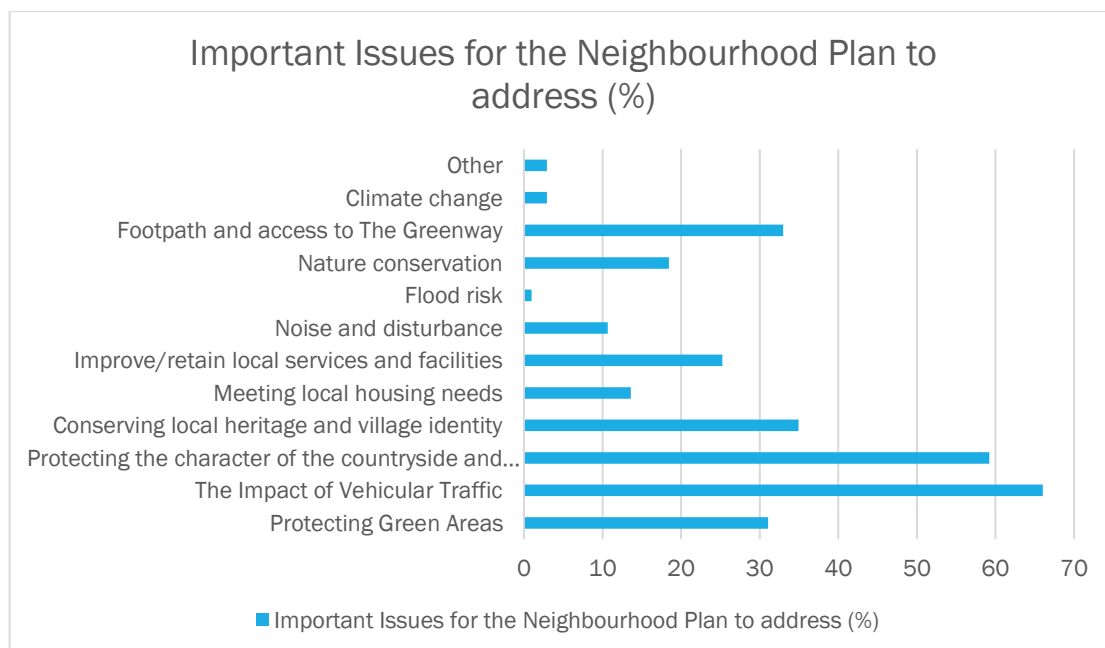 Important Issues for the Neighbourhood Plan to
address (%)
Other
Climate change
Footpath and access to The Greenway
Nature conservation
Flood risk
Noise and disturbance
Improve/retain local services and facilities
Meeting local housing needs
Conserving local heritage and village identity
Protecting the character of the countryside and...
The Impact of Vehicular Traffic
Protecting Green Areas
0 10 20 30 40 50 60 70
Important Issues for the Neighbourhood Plan to address (%)